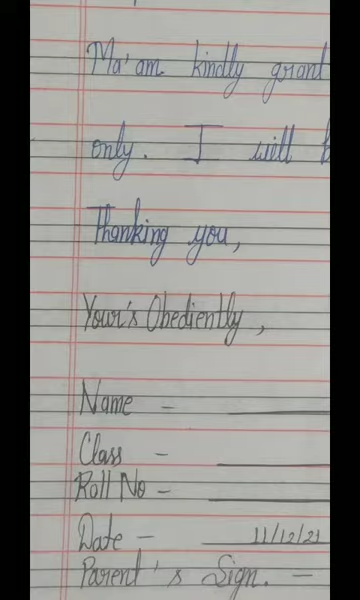 Ma'am kindly grant
only. I will
Thanking you,
Your's Obediently,
Name -
Class -
Roll No -
Date - 11/12/21
Parent's Sign. -